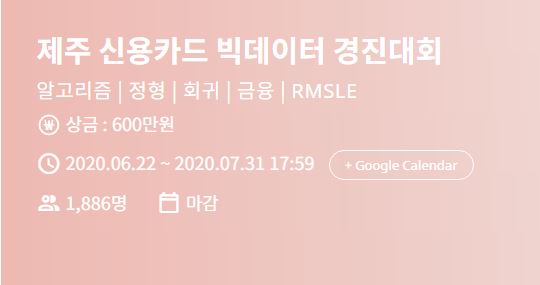 제주 신용카드 빅데이터 경진대회
알고리즘 | 정형 | 회귀 | 금융 | RMSLE
₩ 상금 : 600만원
2020.06.22 ~ 2020.07.31 17:59 + Google Calendar
1,886명 마감